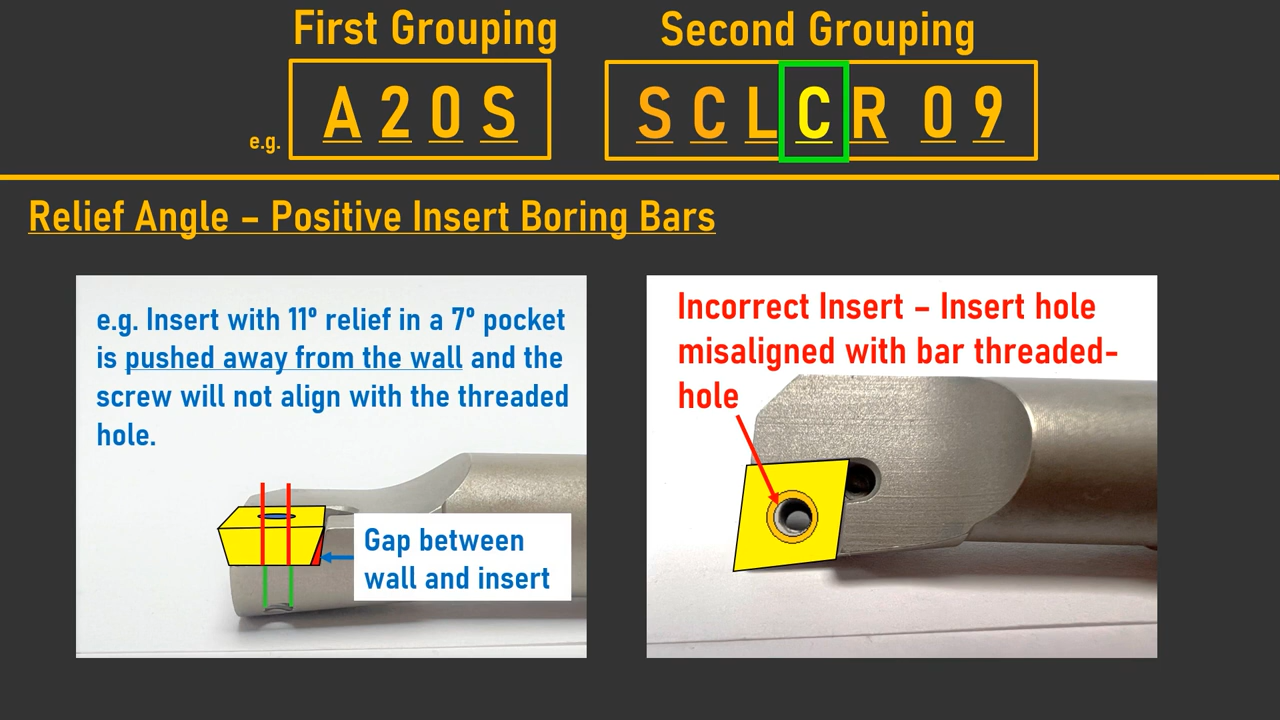 First Grouping
Second Grouping
e.g.
A 2 0 S
S C L C R 0 9
Relief Angle – Positive Insert Boring Bars
e.g. Insert with 11° relief in a 7° pocket
is pushed away from the wall and the
screw will not align with the threaded
hole.
Gap between
wall and insert
Incorrect Insert – Insert hole
misaligned with bar threaded-
hole